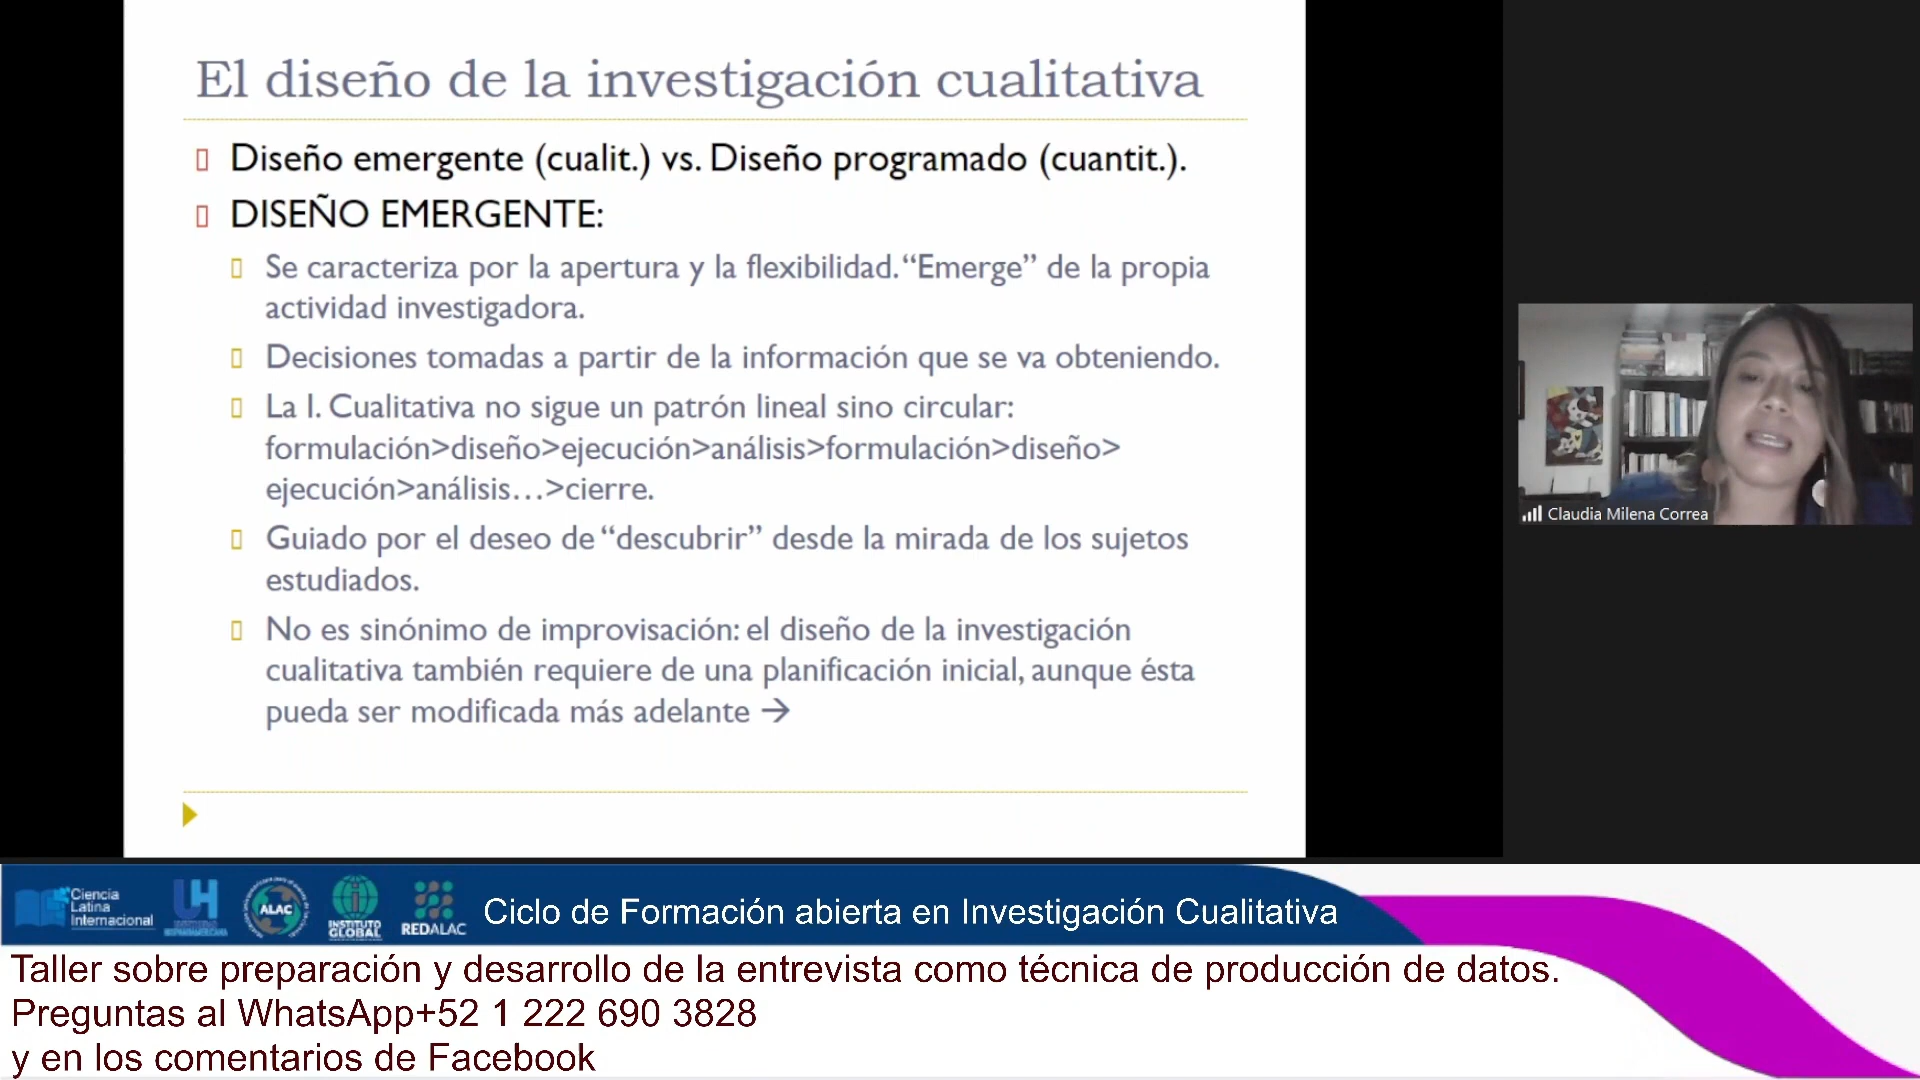 El diseño de la investigación cualitativa
Diseño emergente (cualit.) vs. Diseño programado (cuantit.).
DISEÑO EMERGENTE:
Se caracteriza por la apertura y la flexibilidad. “Emerge” de la propia
actividad investigadora.
Decisiones tomadas a partir de la información que se va obteniendo.
La I. Cualitativa no sigue un patrón lineal sino circular:
formulación>diseño>ejecución>análisis>formulación>diseño>
ejecución>análisis…>cierre.
Guiado por el deseo de “descubrir” desde la mirada de los sujetos
estudiados.
No es sinónimo de improvisación: el diseño de la investigación
cualitativa también requiere de una planificación inicial, aunque ésta
pueda ser modificada más adelante →
Claudia Milena Correa
Ciencia
Latina
Internacional
UH
ALAC
INSTITUTO
GLOBAL
REDALAC
Ciclo de Formación abierta en Investigación Cualitativa
Taller sobre preparación y desarrollo de la entrevista como técnica de producción de datos.
Preguntas al WhatsApp+52 1 222 690 3828
y en los comentarios de Facebook